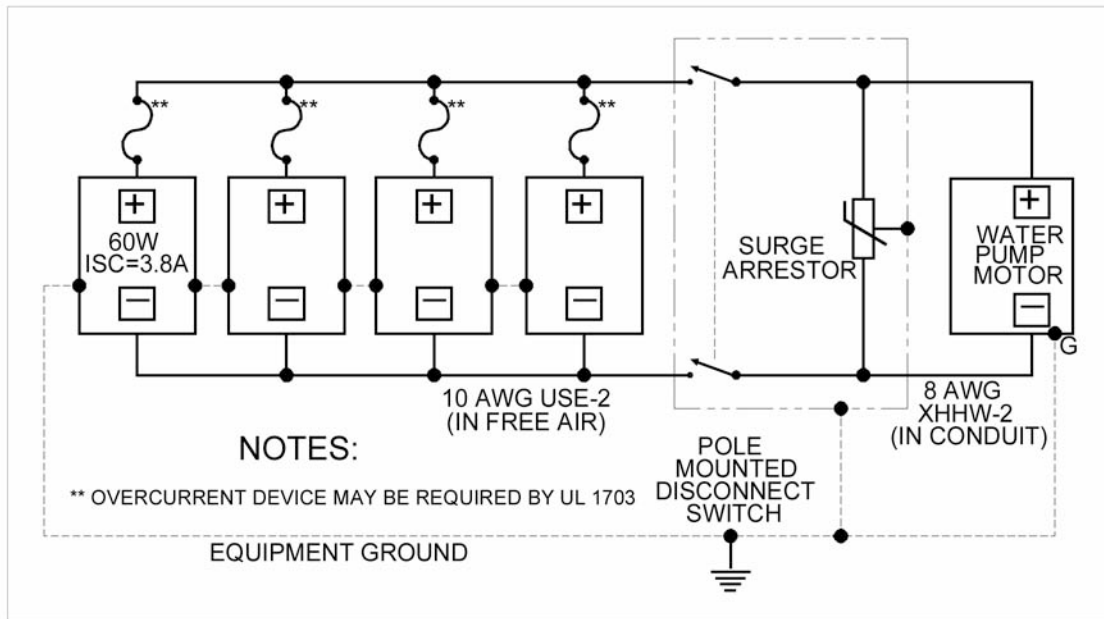 **
**
**
**
+
+
+
+
60W
ISC=3.8A
−
−
−
−
SURGE
ARRESTOR
+
WATER
PUMP
MOTOR
−
G
10 AWG USE-2
(IN FREE AIR)
8 AWG
XHHW-2
(IN CONDUIT)
NOTES:
** OVERCURRENT DEVICE MAY BE REQUIRED BY UL 1703
POLE
MOUNTED
DISCONNECT
SWITCH
EQUIPMENT GROUND